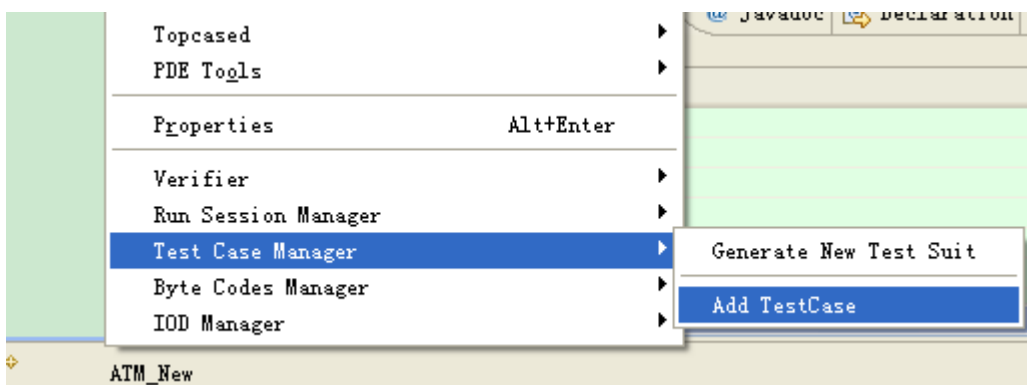 @ Javadoc Declaration
Topcased
PDE Tools
Properties Alt+Enter
Verifier
Run Session Manager
Test Case Manager
Generate New Test Suit
Byte Codes Manager
Add TestCase
IOD Manager
ATM_New